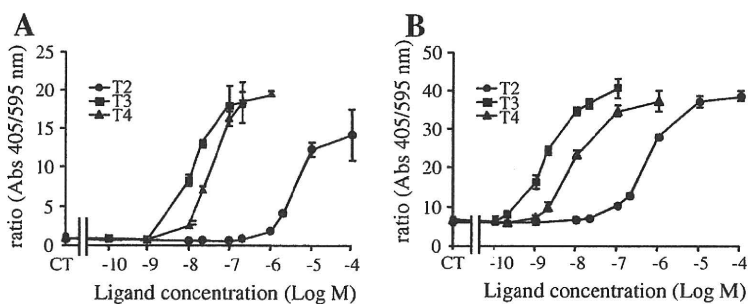 A
ratio (Abs 405/595 nm)
25
20
15
10
5
0
T2
T3
T4
CT -10 -9 -8 -7 -6 -5 -4
Ligand concentration (Log M)
B
ratio (Abs 405/595 nm)
50
40
30
20
10
0
T2
T3
T4
CT -10 -9 -8 -7 -6 -5 -4
Ligand concentration (Log M)